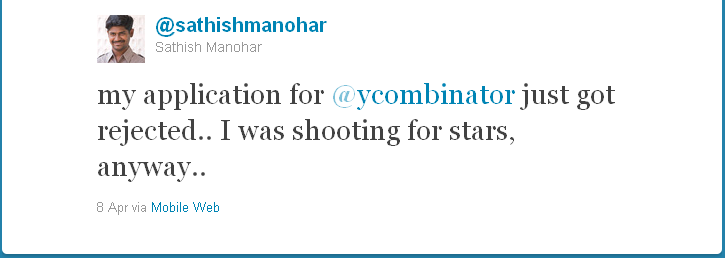 @sathishmanohar
Sathish Manohar
my application for @ycombinator just got
rejected.. I was shooting for stars,
anyway..
8 Apr via Mobile Web